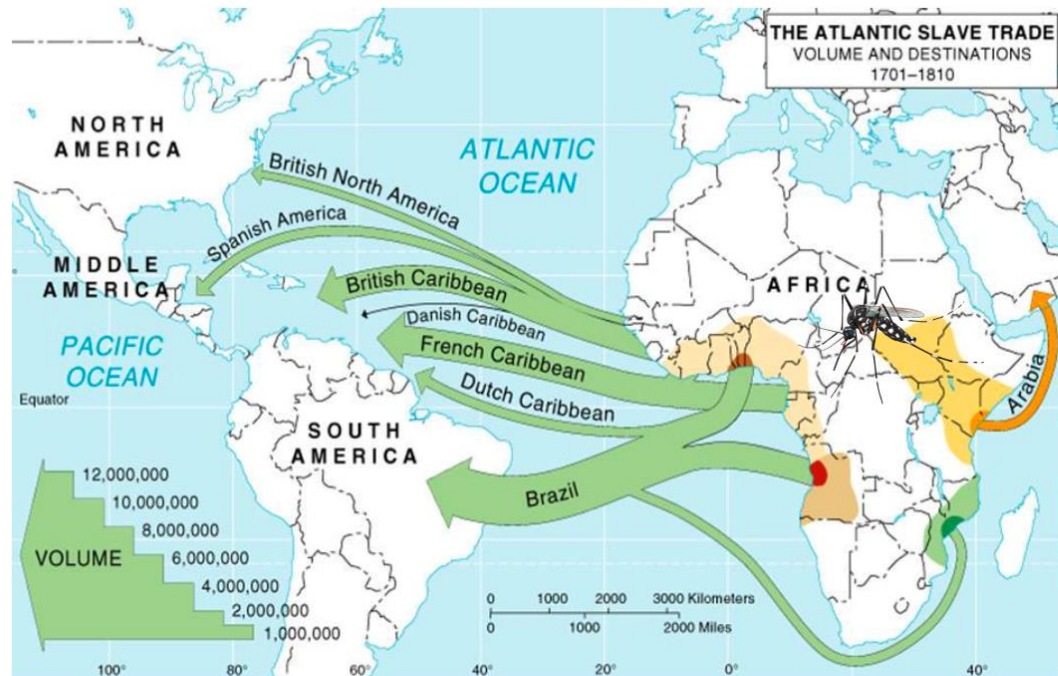 THE ATLANTIC SLAVE TRADE
VOLUME AND DESTINATIONS
1701–1810
NORTH
AMERICA
ATLANTIC
OCEAN
British North America
Spanish America
MIDDLE
AMERICA
British Caribbean
AFRICA
Danish Caribbean
PACIFIC
OCEAN
French Caribbean
Arabia
Equator
Dutch Caribbean
SOUTH
AMERICA
Brazil
12,000,000
10,000,000
8,000,000
VOLUME
6,000,000
4,000,000
2,000,000
1,000,000
0 1000 2000 3000 Kilometers
0 1000 2000 Miles
100° 80° 60° 40° 20° 0° 20° 40°